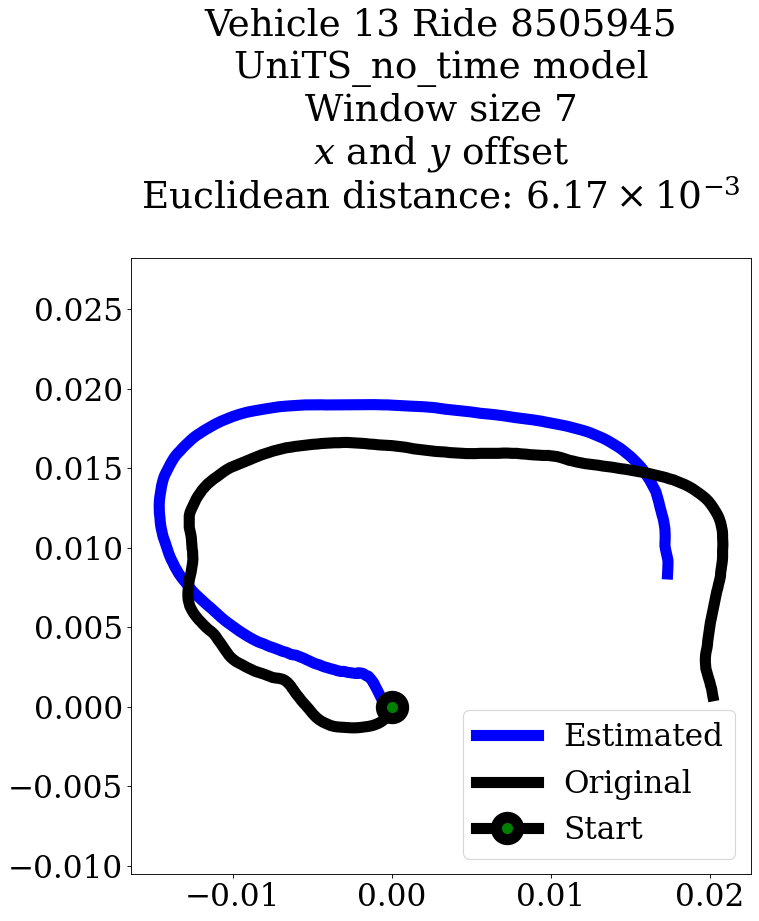 Vehicle 13 Ride 8505945
UniTS_no_time model
Window size 7
x and y offset
Euclidean distance: 6.17 × 10⁻³
0.025
0.020
0.015
0.010
0.005
0.000
−0.005
−0.010
−0.01 0.00 0.01 0.02
Estimated
Original
Start